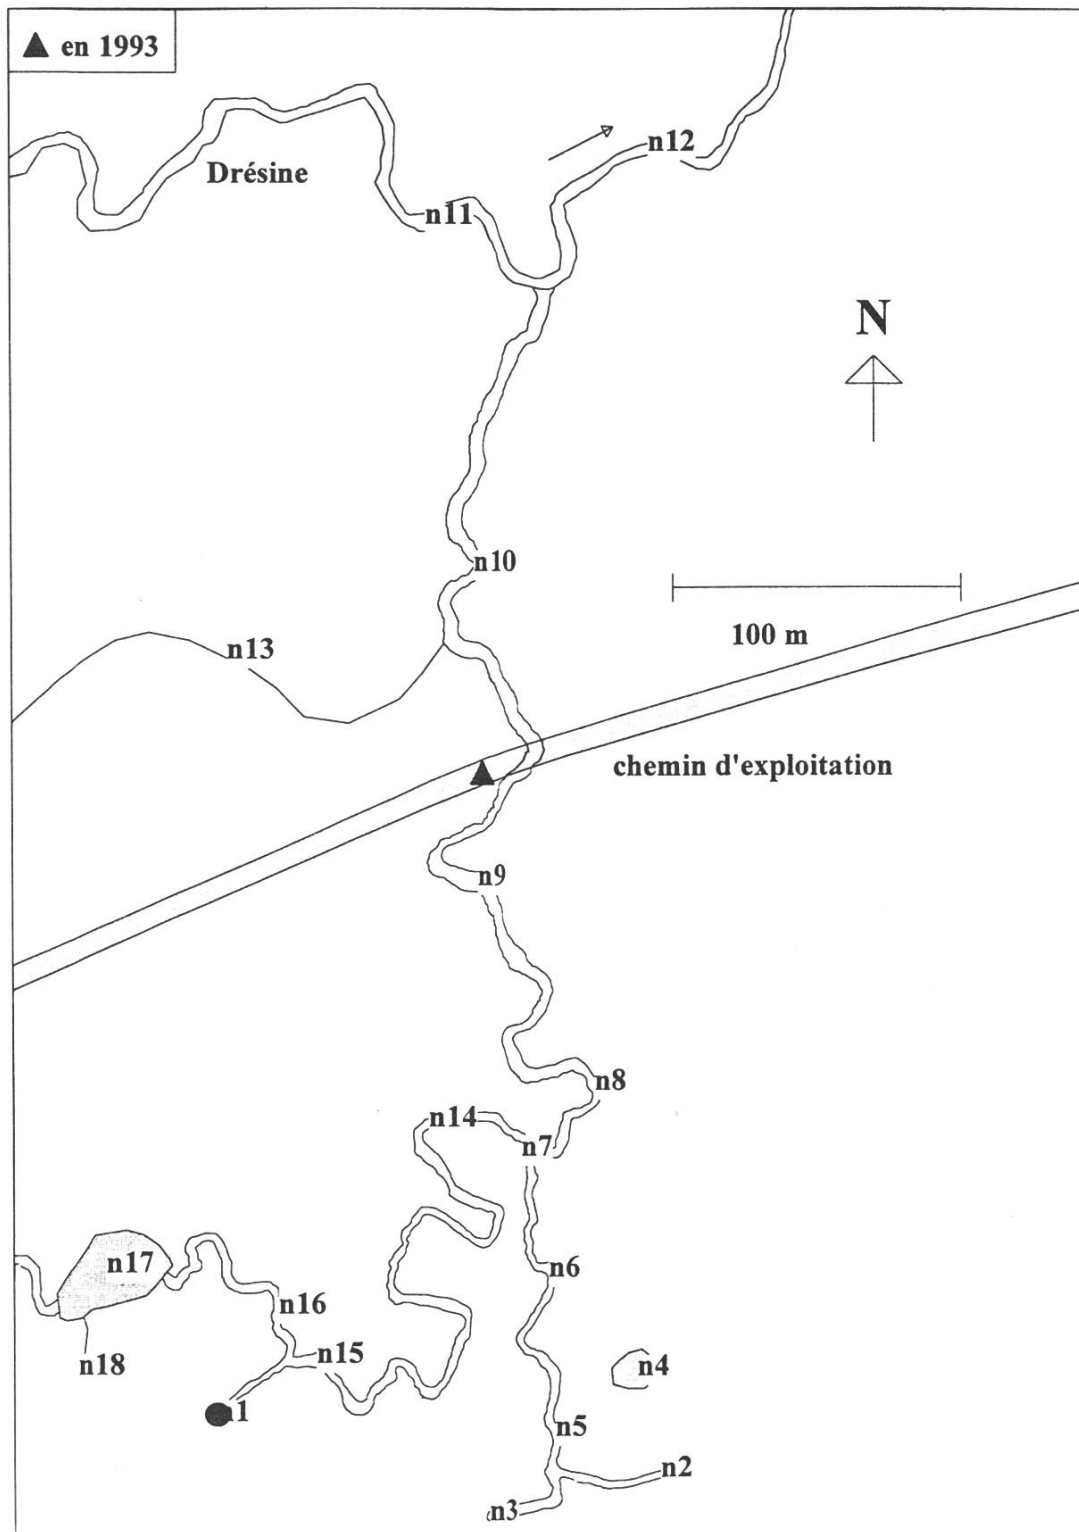 ▲ en 1993
n12
Drésine
n11
N
n10
100 m
n13
chemin d'exploitation
n9
n8
n14
n7
n17
n6
n16
n15
n18
n4
n1
n5
n2
n3